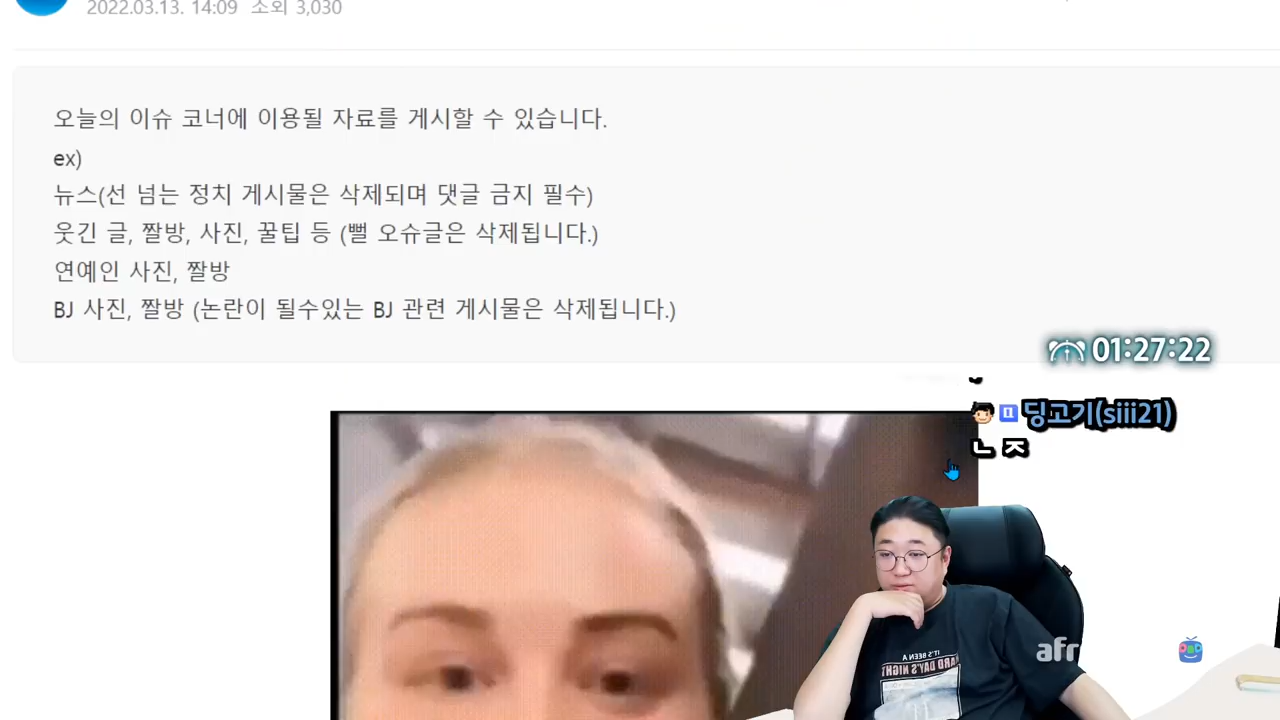 2022.03.13. 14:09 조회 3,030
오늘의 이슈 코너에 이용될 자료를 게시할 수 있습니다.
ex)
뉴스(선 넘는 정치 게시물은 삭제되며 댓글 금지 필수)
웃긴 글, 짤방, 사진, 꿀팁 등 (뻘 오슈글은 삭제됩니다.)
연예인 사진, 짤방
BJ 사진, 짤방 (논란이 될수있는 BJ 관련 게시물은 삭제됩니다.)
01:27:22
딩고기(siii21)
ㄴㅈ
IT'S BEEN A
HARD DAY'S NIGHT
afr